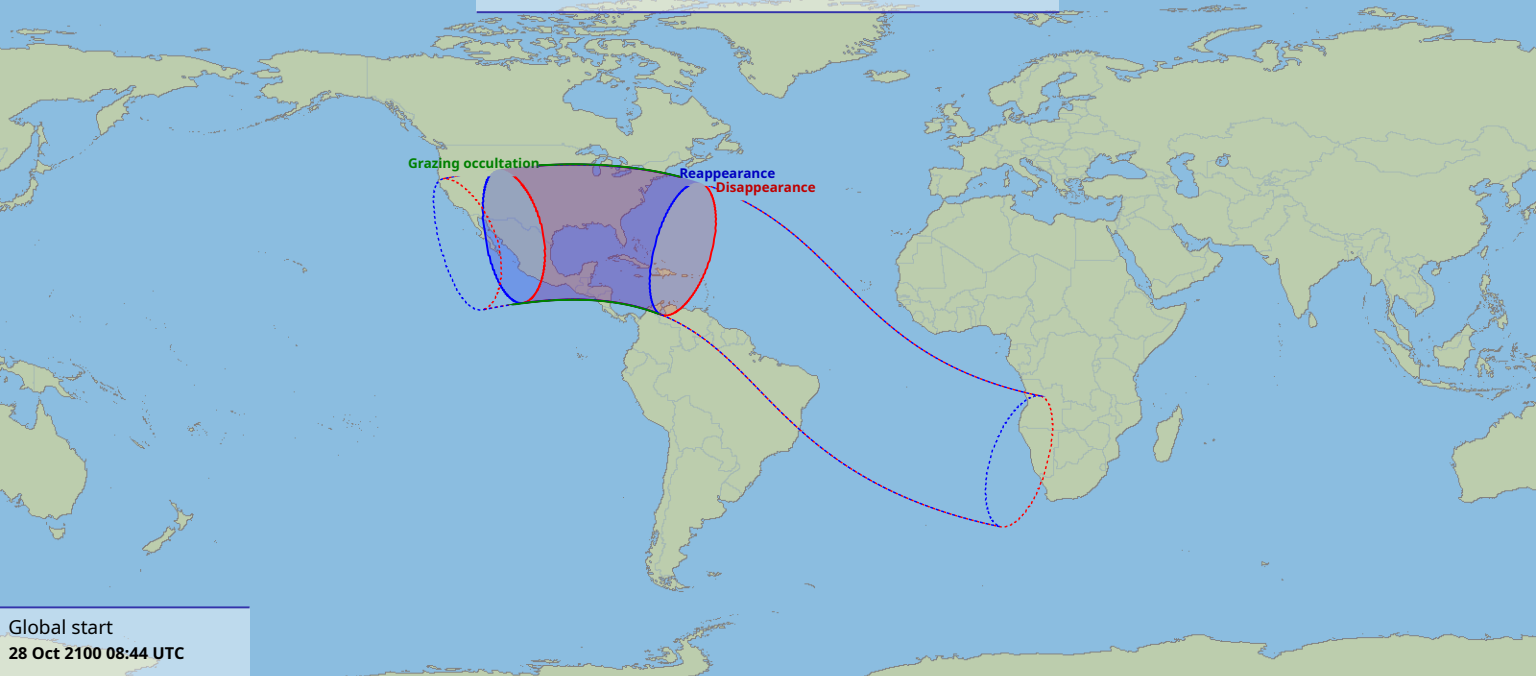 Grazing occultation
Reappearance
Disappearance
Global start
28 Oct 2100 08:44 UTC